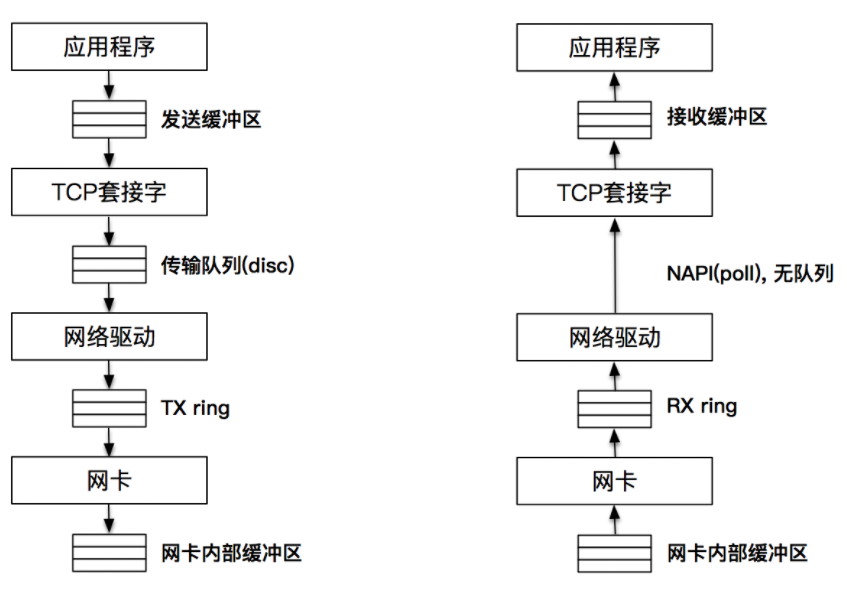 应用程序
发送缓冲区
TCP套接字
传输队列(disc)
网络驱动
TX ring
网卡
网卡内部缓冲区
应用程序
接收缓冲区
TCP套接字
NAPI(poll), 无队列
网络驱动
RX ring
网卡
网卡内部缓冲区